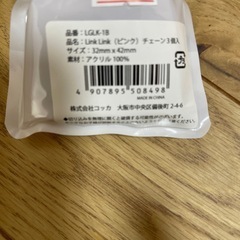 品番：LGLK-18
品名：Link Link（ピンク）チェーン3個入
サイズ：32mm x 42mm
素材：アクリル 100%
4 907895 508498
MADE IN CHINA
株式会社コッカ 大阪市中央区備後町2-4-6